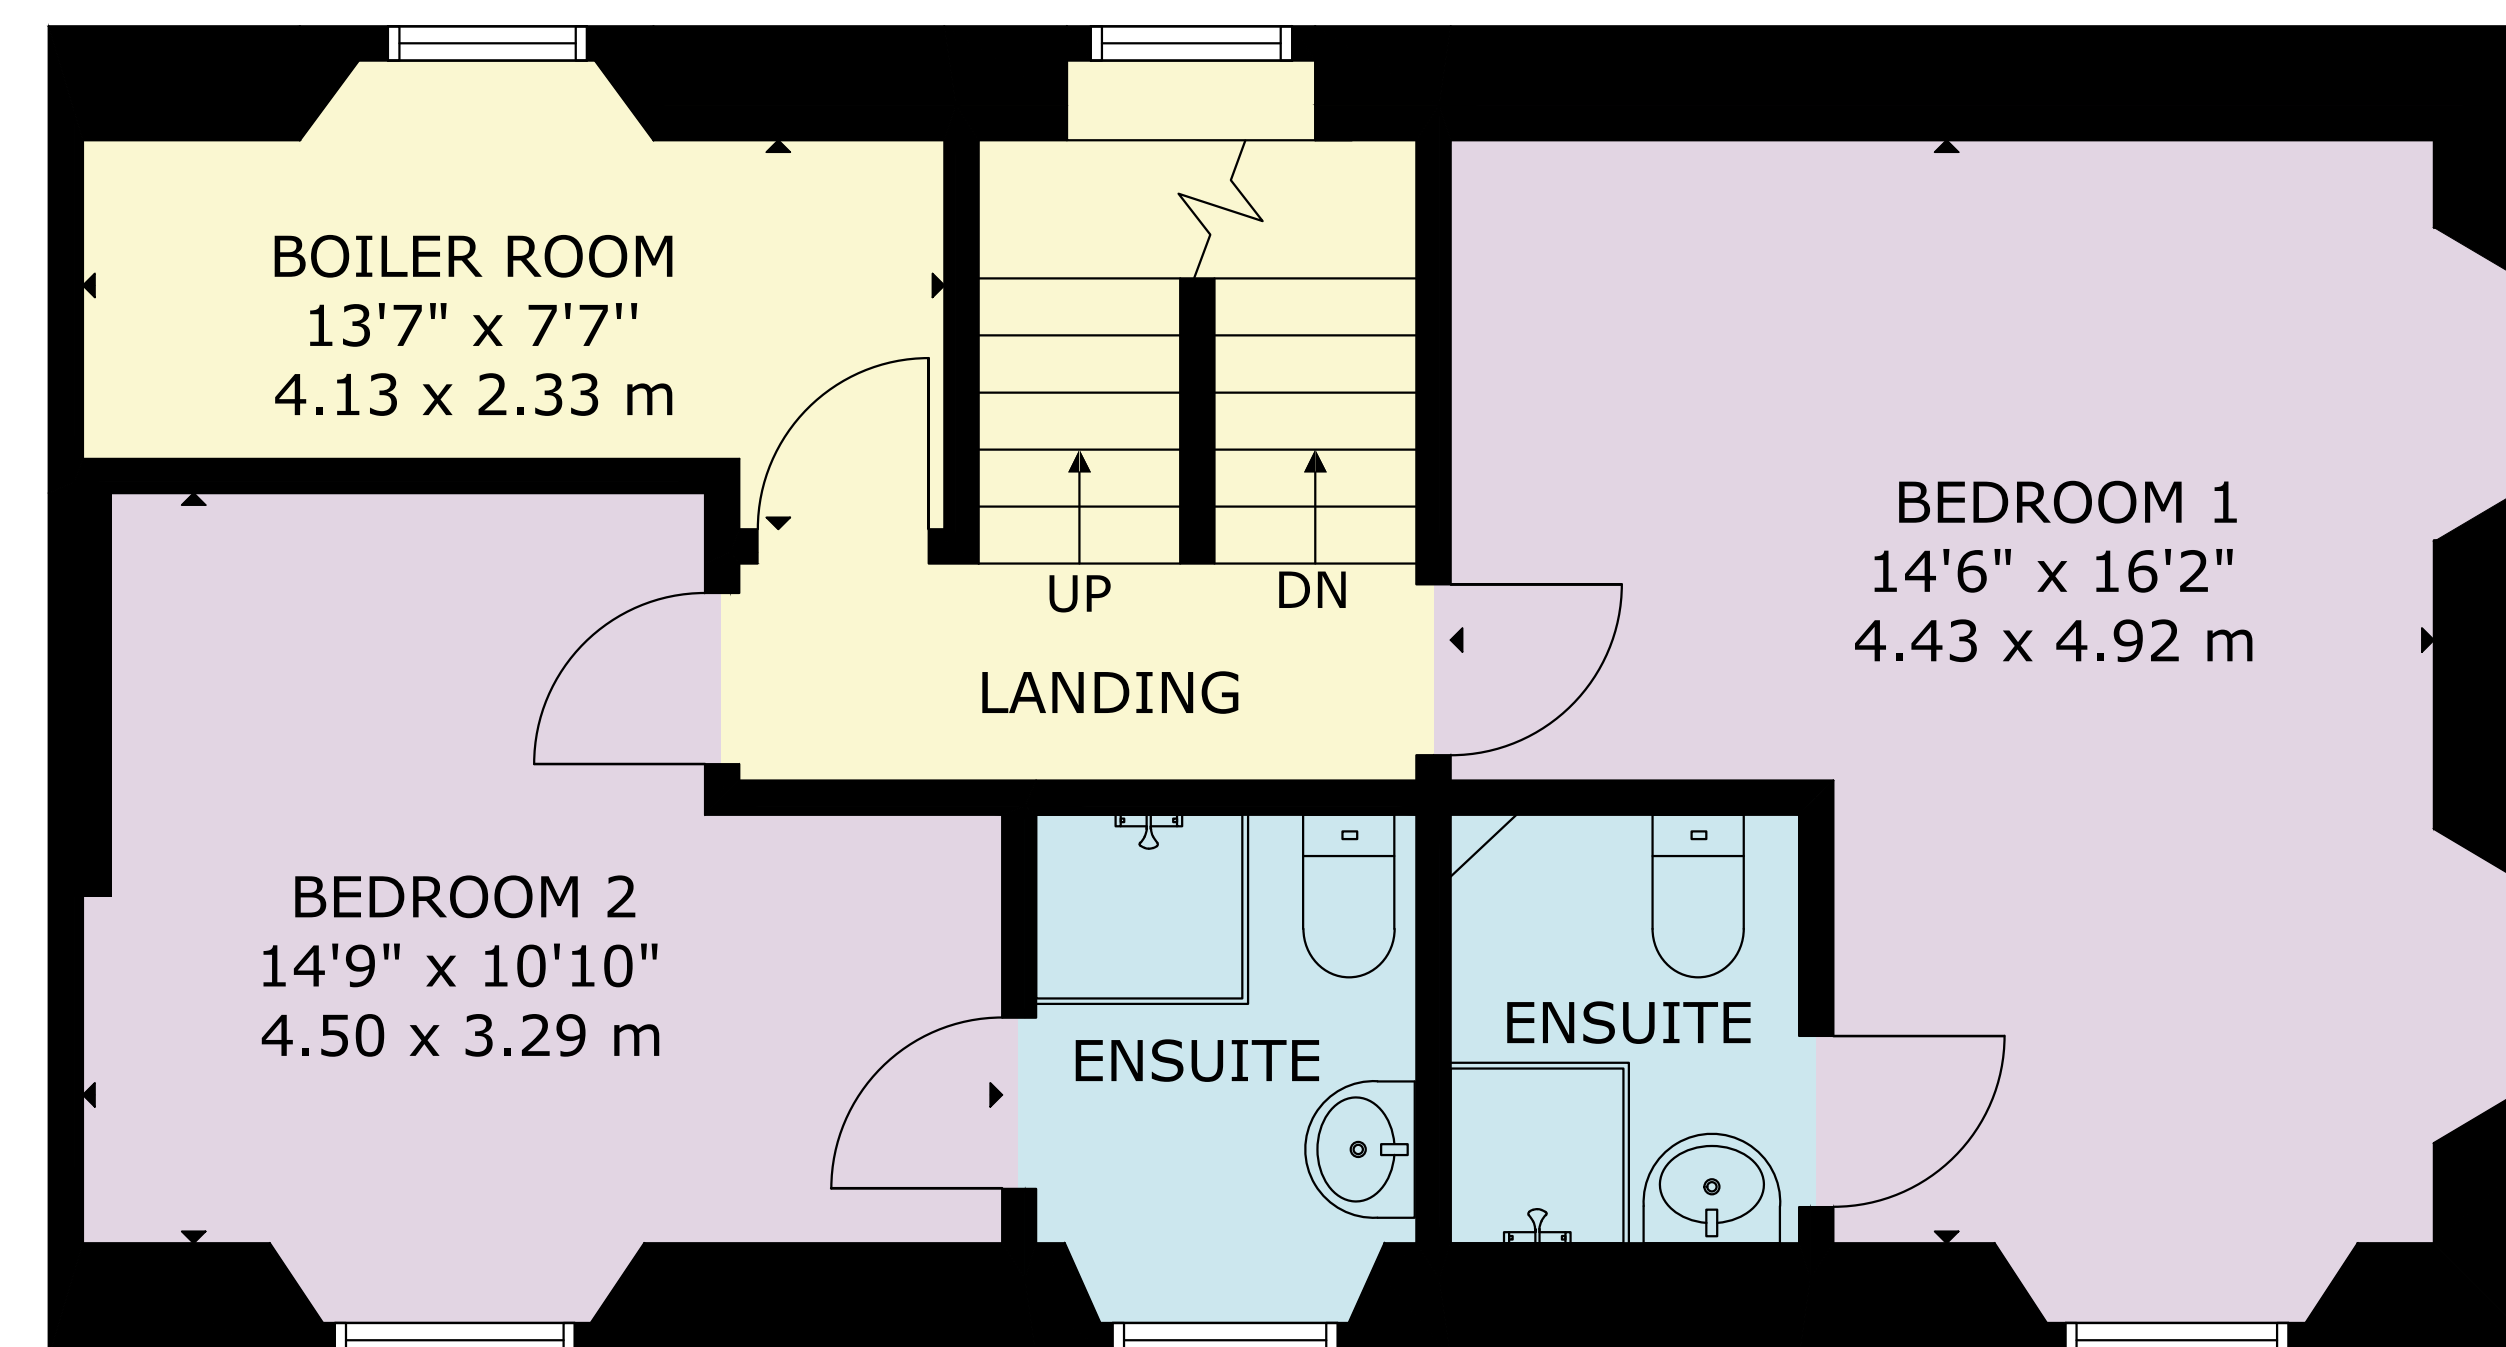 BOILER ROOM
13'7" x 7'7''
4.13 x 2.33 m
UP
DN
LANDING
BEDROOM 1
14'6" x 16'2"
4.43 x 4.92 m
BEDROOM 2
14'9" x 10'10"
4.50 x 3.29 m
ENSUITE
ENSUITE